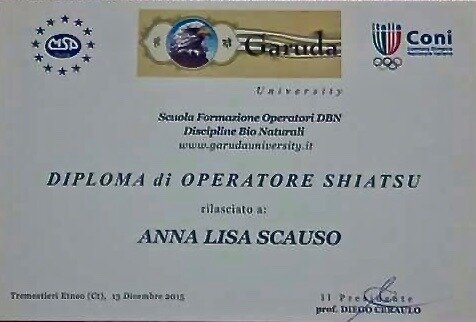 CSP
Garuda
italia
Coni
University
Scuola Formazione Operatori DBN
Discipline Bio Naturali
www.garudauniversity.it
DIPLOMA di OPERATORE SHIATSU
rilasciato a:
ANNA LISA SCAUSO
Tremestieri Etneo (Ct), 13 Dicembre 2015
Il Presidente
prof. DIEGO CERAULO